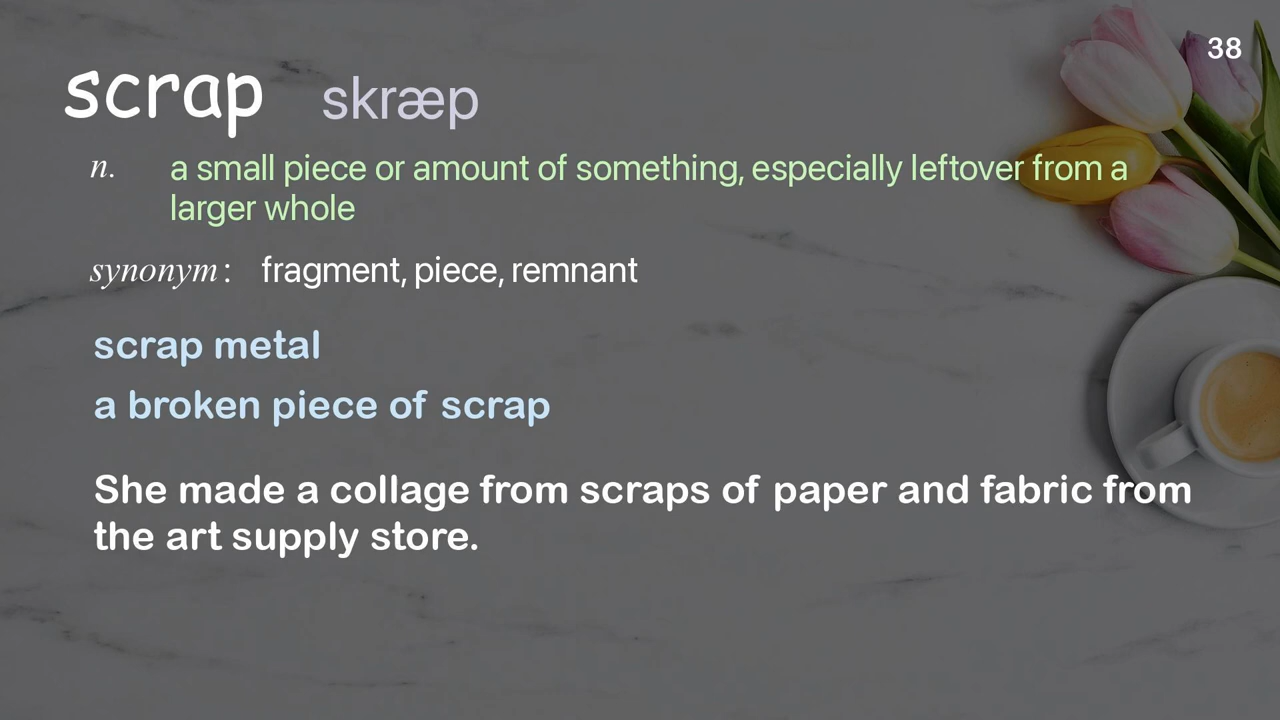 38
scrap skræp
n. a small piece or amount of something, especially leftover from a
larger whole
synonym: fragment, piece, remnant
scrap metal
a broken piece of scrap
She made a collage from scraps of paper and fabric from
the art supply store.